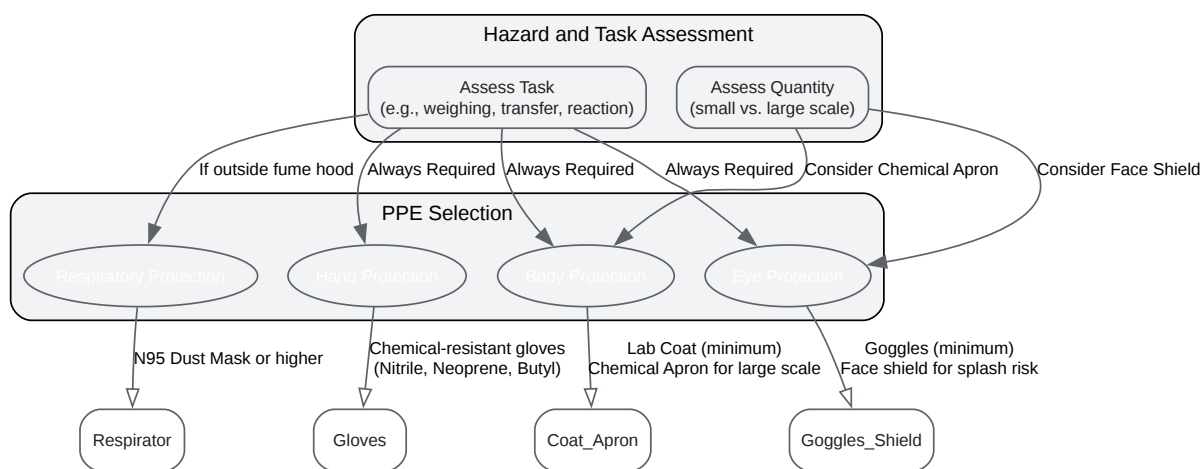 Hazard and Task Assessment
Assess Task
(e.g., weighing, transfer, reaction)
Assess Quantity
(small vs. large scale)
If outside fume hood
Always Required
Always Required
Always Required
Consider Chemical Apron
Consider Face Shield
PPE Selection
Respiratory Protection
Hand Protection
Body Protection
Eye Protection
N95 Dust Mask or higher
Chemical-resistant gloves
(Nitrile, Neoprene, Butyl)
Lab Coat (minimum)
Chemical Apron for large scale
Goggles (minimum)
Face shield for splash risk
Respirator
Gloves
Coat_Apron
Goggles_Shield